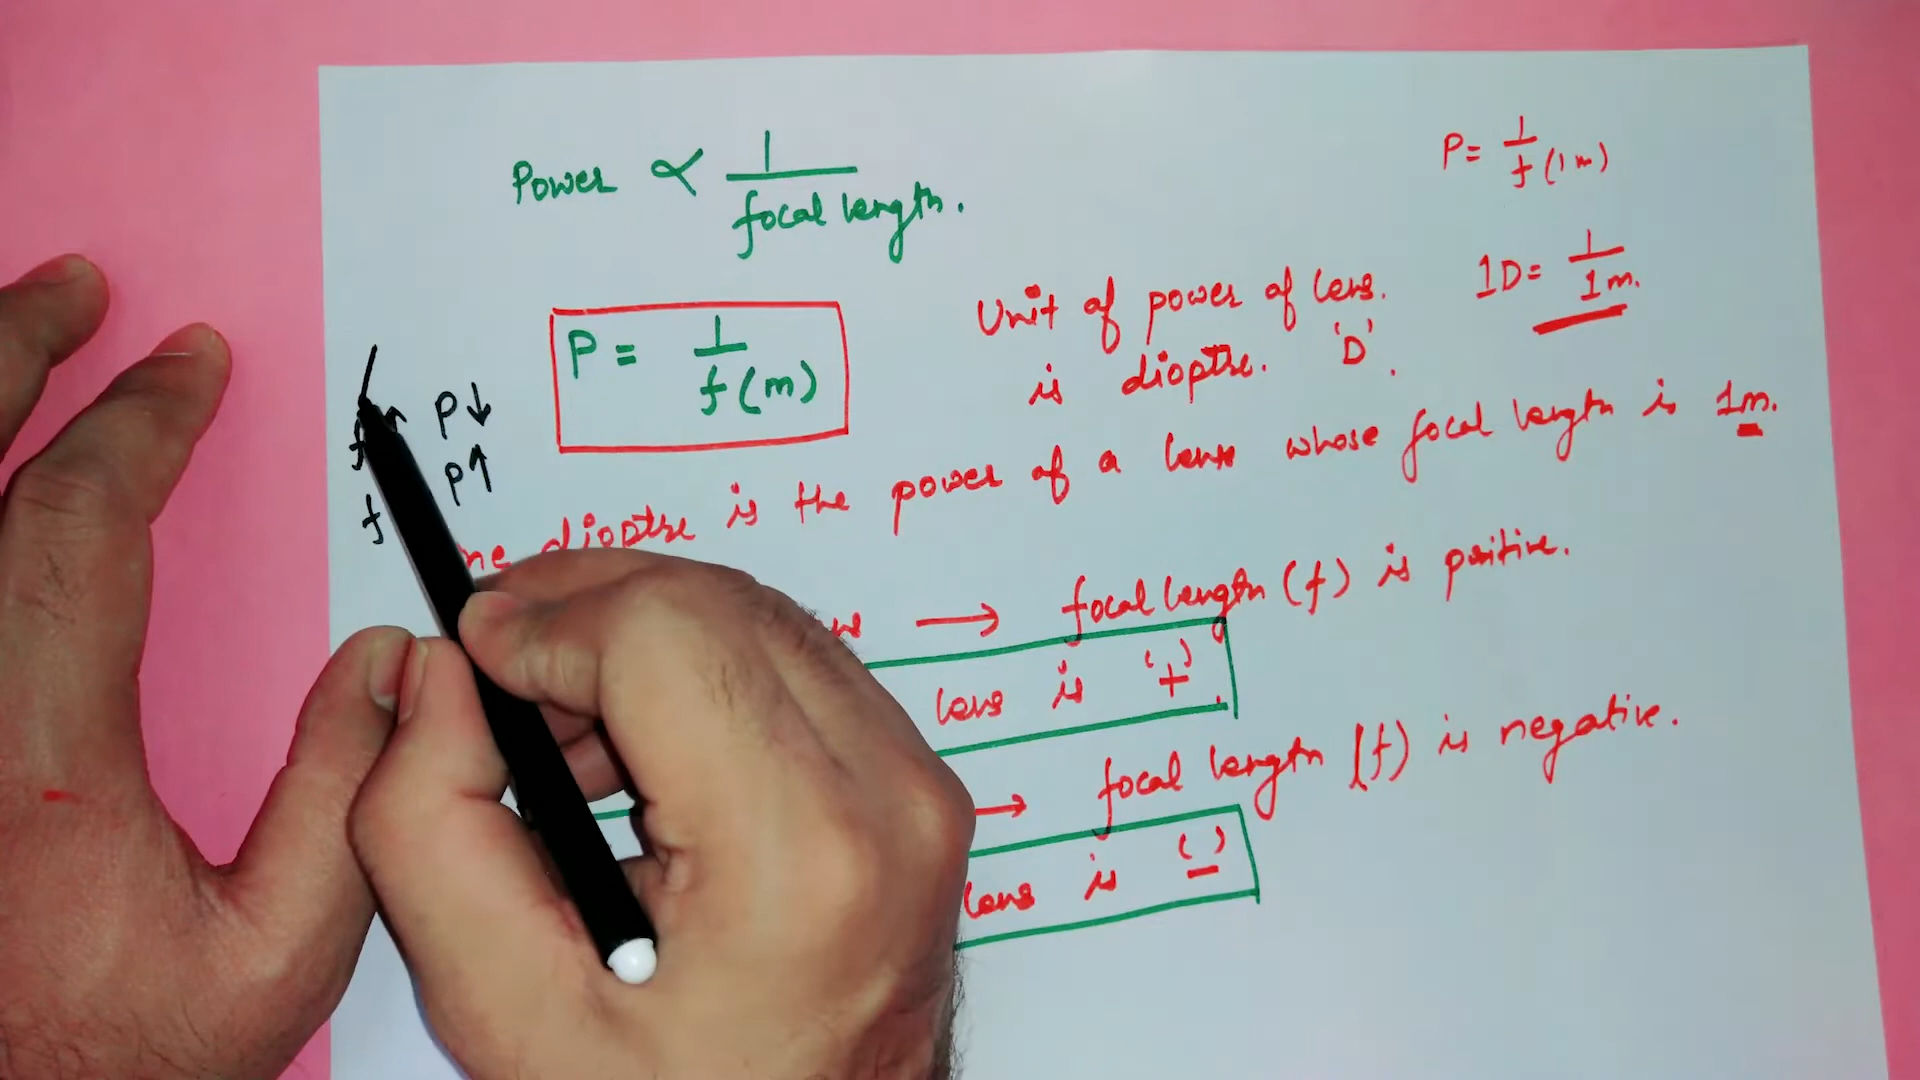 Power ∝ 1 / focal length.
P = 1 / f (1m)
1D = 1 / 1m.
P = 1 / f (m)
Unit of power of lens.
is dioptre. 'D'.
P↓
f P↑
f
dioptre is the power of a lens whose focal length is 1m.
→ focal length (f) is positive.
lens is (+).
→ focal length (f) is negative.
lens is (-)